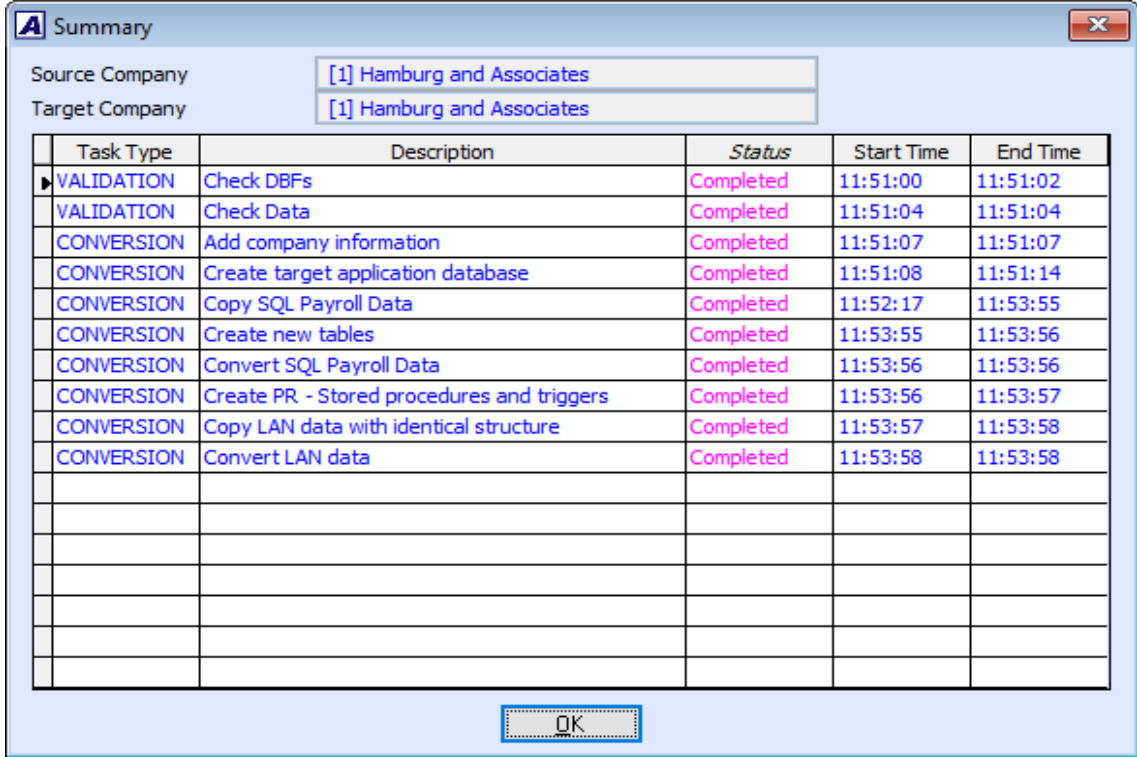 A Summary
Source Company [1] Hamburg and Associates
Target Company [1] Hamburg and Associates
Task Type Description Status Start Time End Time
VALIDATION Check DBFs Completed 11:51:00 11:51:02
VALIDATION Check Data Completed 11:51:04 11:51:04
CONVERSION Add company information Completed 11:51:07 11:51:07
CONVERSION Create target application database Completed 11:51:08 11:51:14
CONVERSION Copy SQL Payroll Data Completed 11:52:17 11:53:55
CONVERSION Create new tables Completed 11:53:55 11:53:56
CONVERSION Convert SQL Payroll Data Completed 11:53:56 11:53:56
CONVERSION Create PR - Stored procedures and triggers Completed 11:53:56 11:53:57
CONVERSION Copy LAN data with identical structure Completed 11:53:57 11:53:58
CONVERSION Convert LAN data Completed 11:53:58 11:53:58
OK